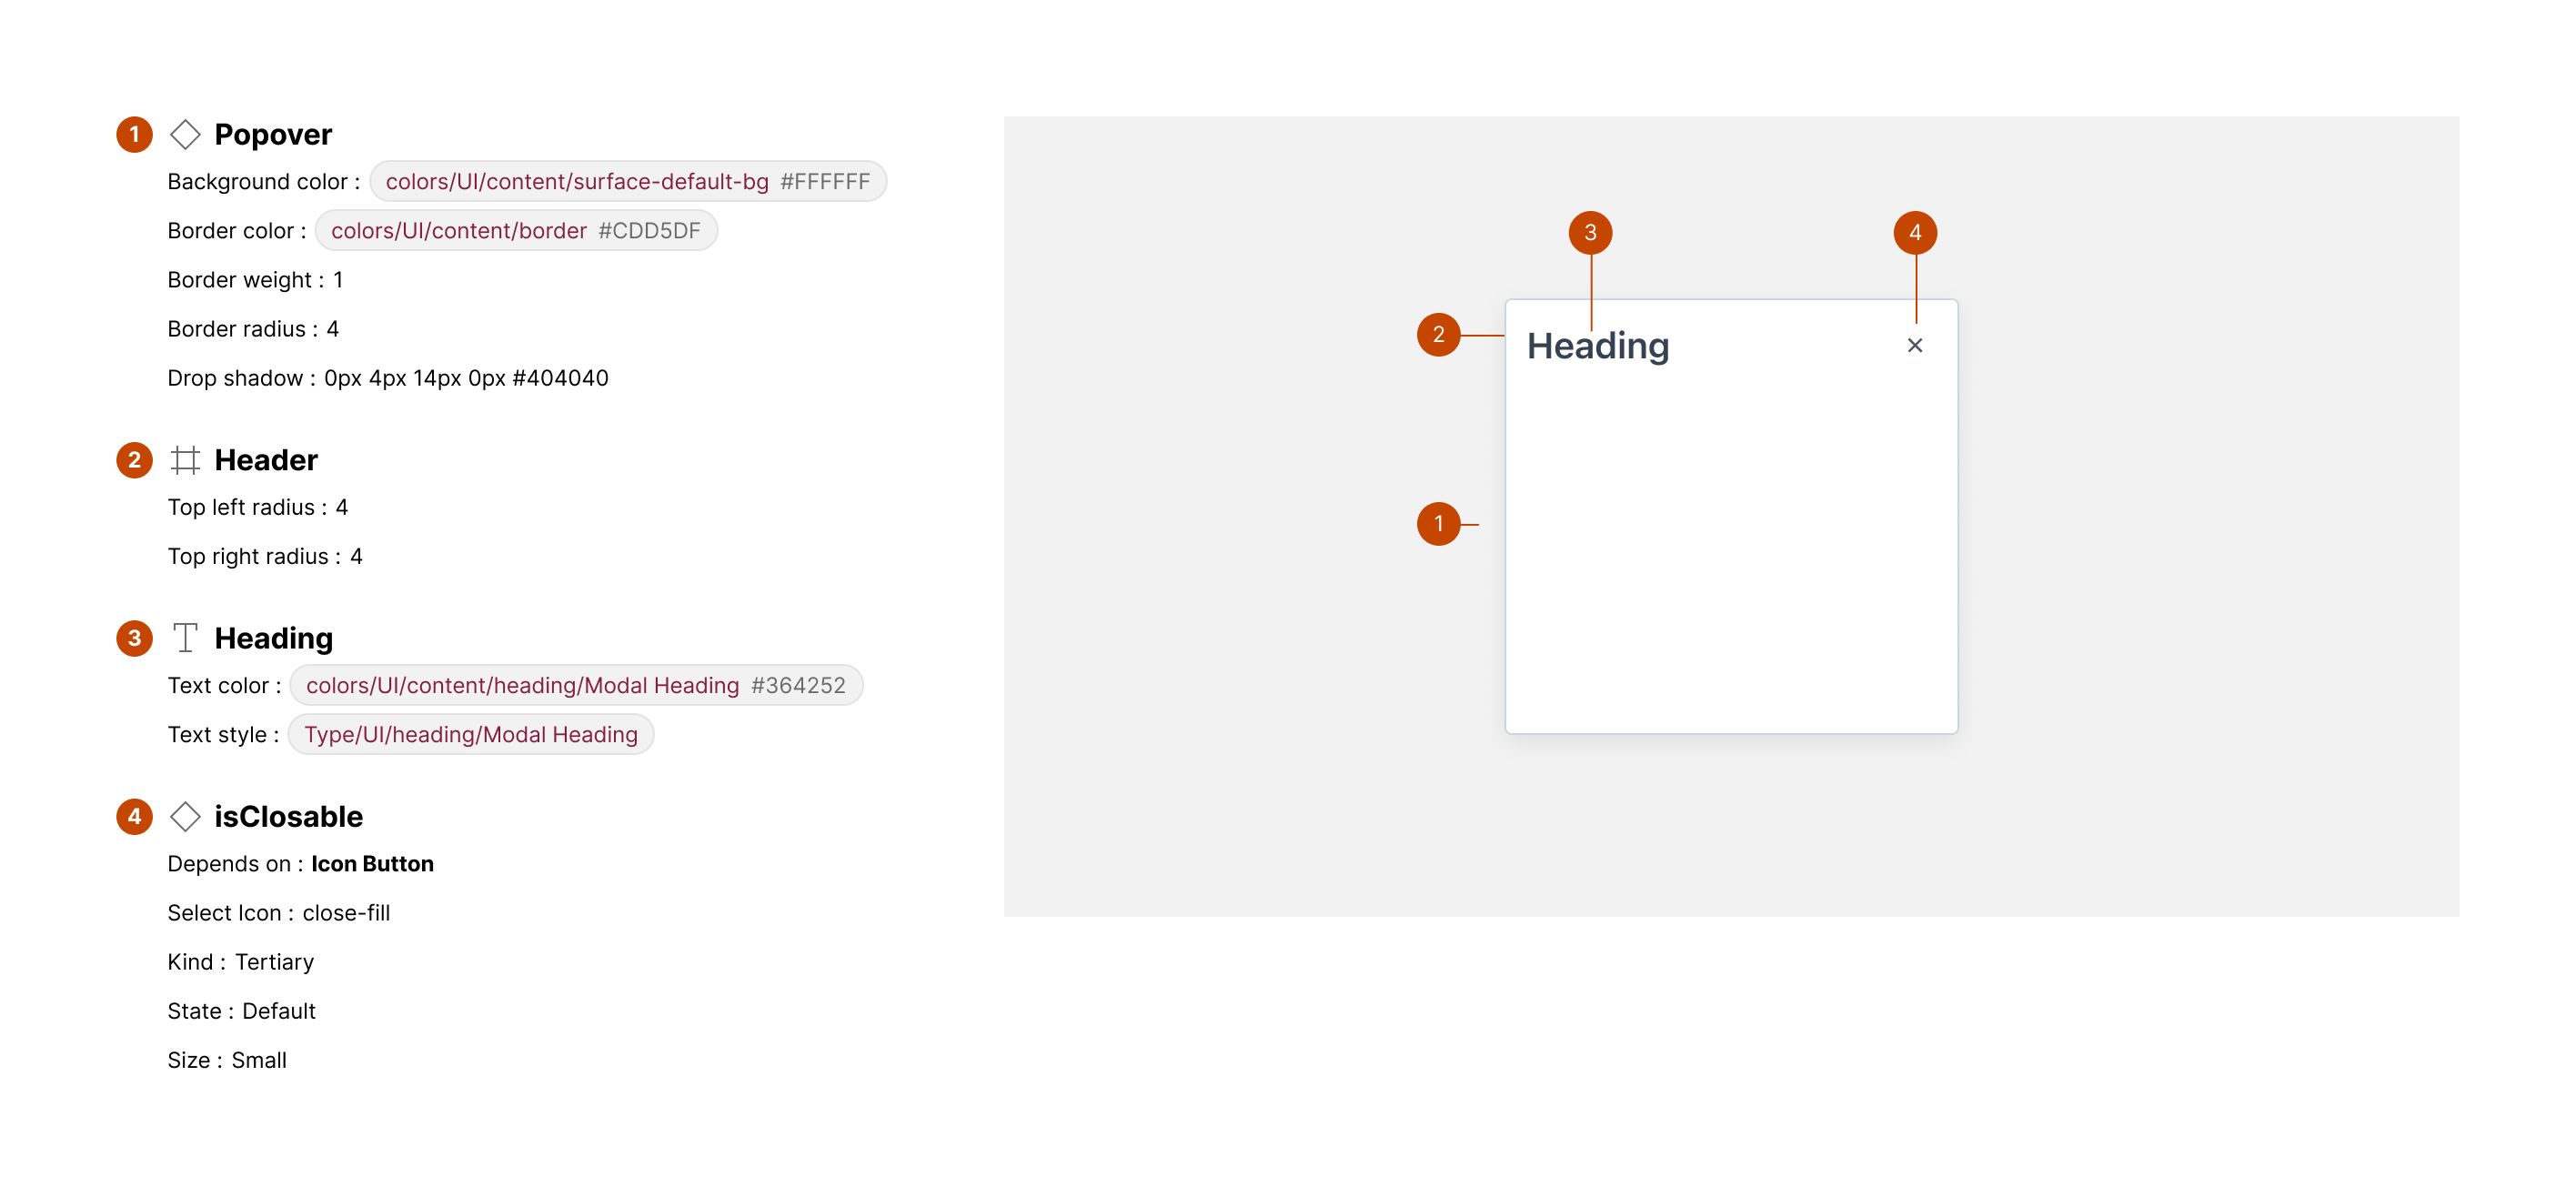 1 Popover
Background color : colors/UI/content/surface-default-bg #FFFFFF
Border color : colors/UI/content/border #CDD5DF
Border weight : 1
Border radius : 4
Drop shadow : 0px 4px 14px 0px #404040
2 Header
Top left radius : 4
Top right radius : 4
3 Heading
Text color : colors/UI/content/heading/Modal Heading #364252
Text style : Type/UI/heading/Modal Heading
4 isClosable
Depends on : Icon Button
Select Icon : close-fill
Kind : Tertiary
State : Default
Size : Small
3 4
2
Heading
1